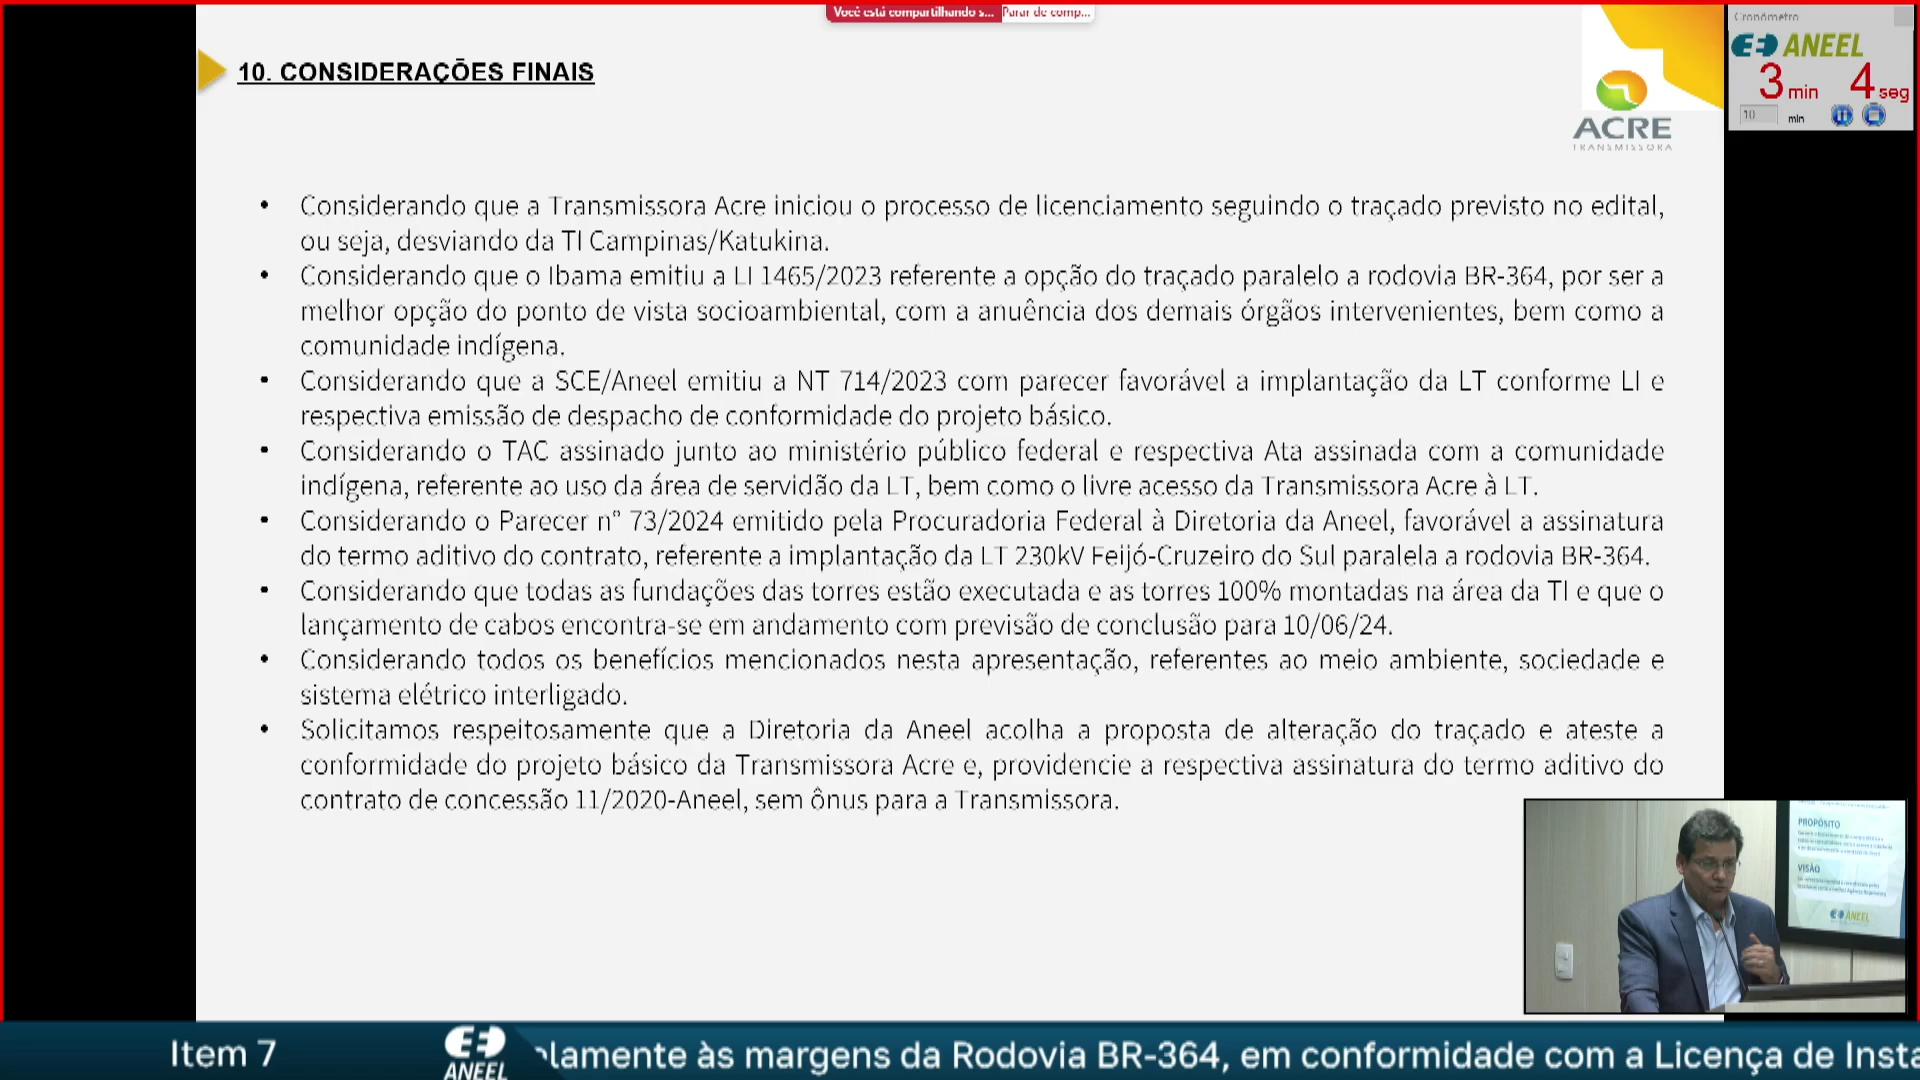 Você está compartilhando s...
Parar de comp...
Cronômetro
ANEEL
3 min 4 seg
10 min
10. CONSIDERAÇÕES FINAIS
ACRE
TRANSMISSORA
• Considerando que a Transmissora Acre iniciou o processo de licenciamento seguindo o traçado previsto no edital,
ou seja, desviando da TI Campinas/Katukina.
• Considerando que o Ibama emitiu a LI 1465/2023 referente a opção do traçado paralelo a rodovia BR-364, por ser a
melhor opção do ponto de vista socioambiental, com a anuência dos demais órgãos intervenientes, bem como a
comunidade indígena.
• Considerando que a SCE/Aneel emitiu a NT 714/2023 com parecer favorável a implantação da LT conforme LI e
respectiva emissão de despacho de conformidade do projeto básico.
• Considerando o TAC assinado junto ao ministério público federal e respectiva Ata assinada com a comunidade
indígena, referente ao uso da área de servidão da LT, bem como o livre acesso da Transmissora Acre à LT.
• Considerando o Parecer n° 73/2024 emitido pela Procuradoria Federal à Diretoria da Aneel, favorável a assinatura
do termo aditivo do contrato, referente a implantação da LT 230kV Feijó-Cruzeiro do Sul paralela a rodovia BR-364.
• Considerando que todas as fundações das torres estão executada e as torres 100% montadas na área da TI e que o
lançamento de cabos encontra-se em andamento com previsão de conclusão para 10/06/24.
• Considerando todos os benefícios mencionados nesta apresentação, referentes ao meio ambiente, sociedade e
sistema elétrico interligado.
• Solicitamos respeitosamente que a Diretoria da Aneel acolha a proposta de alteração do traçado e ateste a
conformidade do projeto básico da Transmissora Acre e, providencie a respectiva assinatura do termo aditivo do
contrato de concessão 11/2020-Aneel, sem ônus para a Transmissora.
PROPÓSITO
VISÃO
ANEEL
Item 7
ANEEL
olamente às margens da Rodovia BR-364, em conformidade com a Licença de Insta